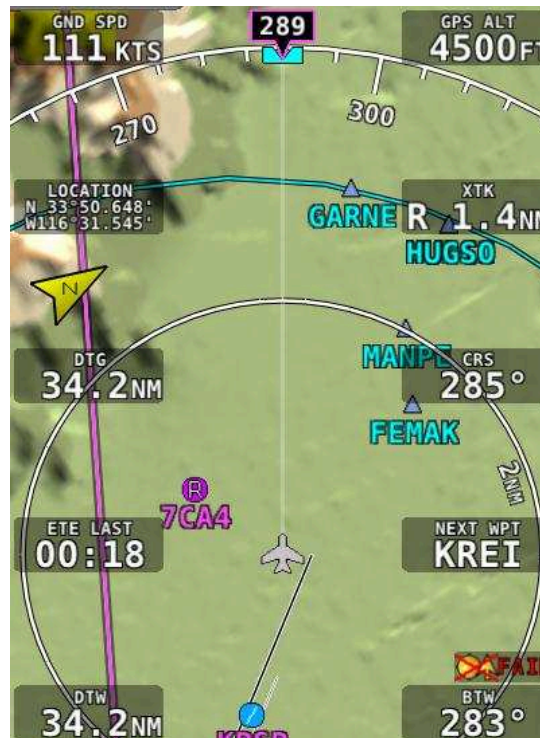 289
GND SPD
111 KTS
GPS ALT
4500FT
270
300
LOCATION
N 33°50.648'
W116°31.545'
GARNE
XTK
R 1.4NM
HUGSO
N
DTG
34.2NM
MANPE
CRS
285°
FEMAK
2NM
R
7CA4
ETE LAST
00:18
NEXT WPT
KREI
FAI
DTW
34.2NM
KPSP
BTW
283°